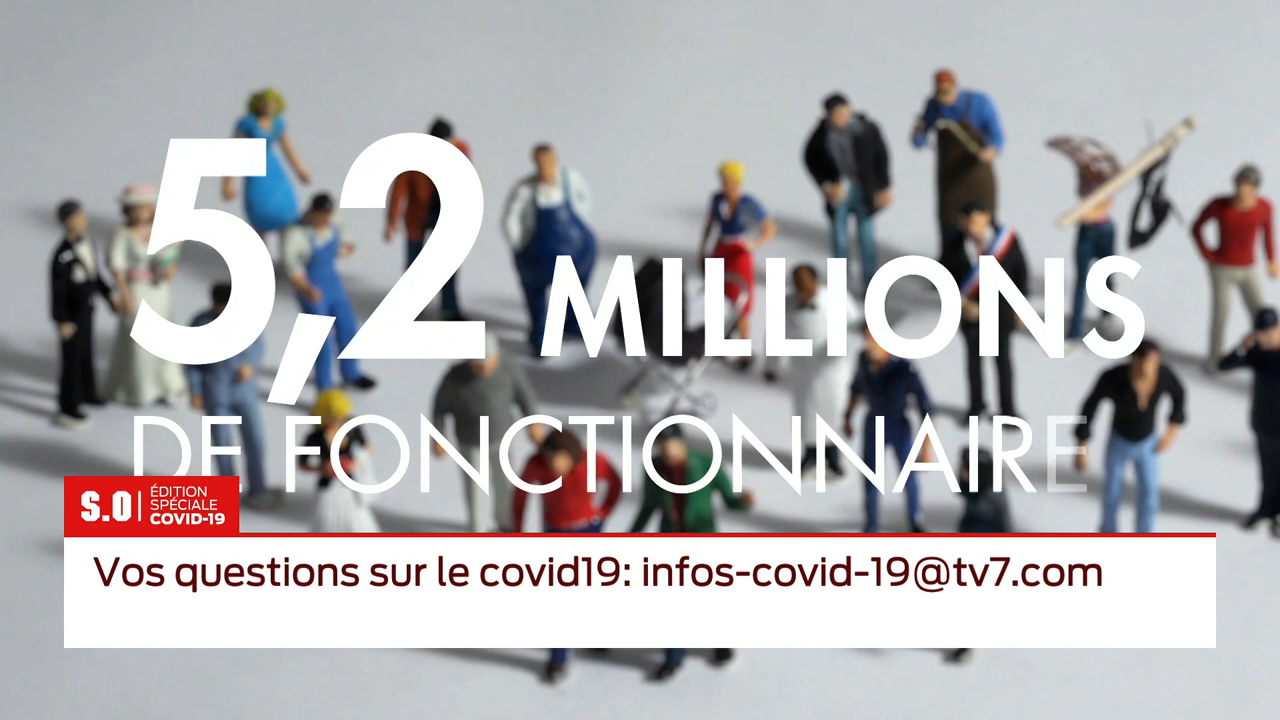 5,2 MILLIONS
DE FONCTIONNAIRE
S.O
ÉDITION
SPÉCIALE
COVID-19
Vos questions sur le covid19: infos-covid-19@tv7.com